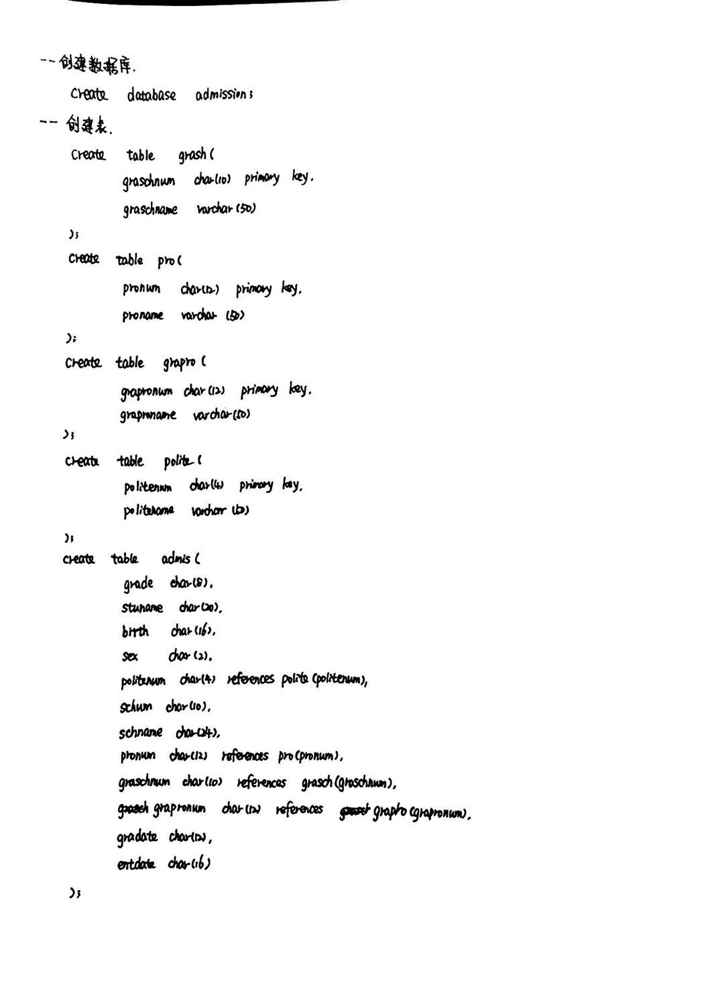 --创建数据库.
create database admission;
-- 创建表.
create table grash(
graschnum char(10) primary key,
graschname varchar(50)
);
create table pro(
pronum char(12) primary key,
proname varchar(50)
);
create table grapro(
grapronum char(12) primary key,
graproname varchar(50)
);
create table polite(
politenum char(4) primary key,
politename varchar(50)
);
create table admis(
grade char(8),
stuname char(20),
birth char(16),
sex char(2),
politenum char(4) references polite(politenum),
schum char(10),
schname char(24),
pronum char(12) references pro(pronum),
graschnum char(10) references grasch(graschnum),
grapronum char(12) references grapro(grapronum),
gradate char(12),
entdate char(16)
);